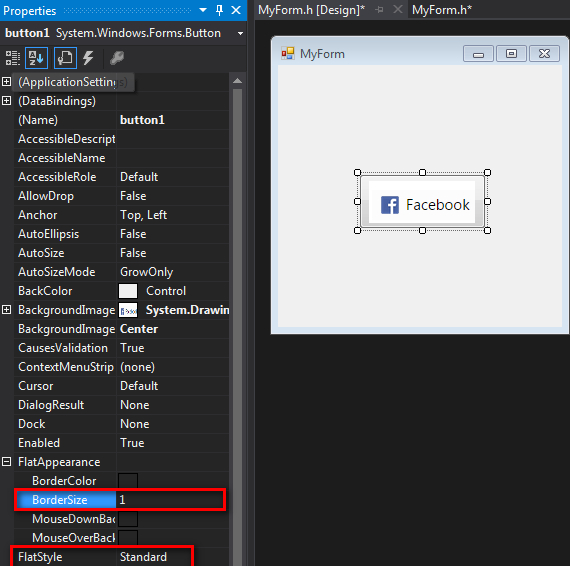 Properties
button1 System.Windows.Forms.Button
(ApplicationSettings)
(DataBindings)
(Name) button1
AccessibleDescript
AccessibleName
AccessibleRole Default
AllowDrop False
Anchor Top, Left
AutoEllipsis False
AutoSize False
AutoSizeMode GrowOnly
BackColor Control
BackgroundImage System.Drawin
BackgroundImage Center
CausesValidation True
ContextMenuStrip (none)
Cursor Default
DialogResult None
Dock None
Enabled True
FlatAppearance
BorderColor
BorderSize 1
MouseDownBac
MouseOverBack
FlatStyle Standard
MyForm.h [Design]* MyForm.h*
MyForm
Facebook